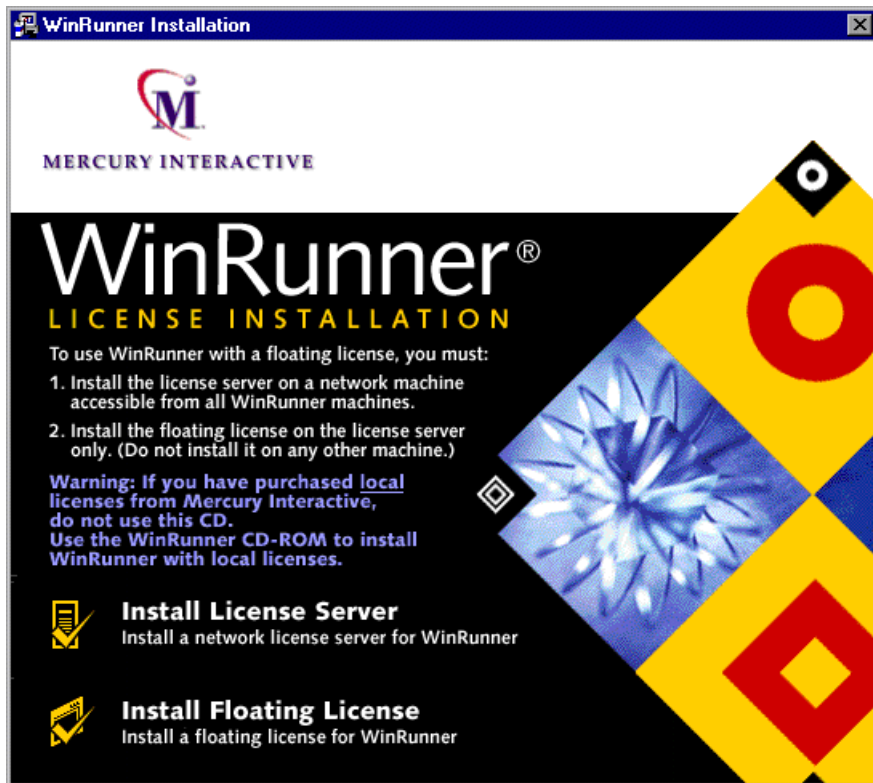 WinRunner Installation
M
MERCURY INTERACTIVE
WinRunner®
LICENSE INSTALLATION
To use WinRunner with a floating license, you must:
1. Install the license server on a network machine
accessible from all WinRunner machines.
2. Install the floating license on the license server
only. (Do not install it on any other machine.)
Warning: If you have purchased local
licenses from Mercury Interactive,
do not use this CD.
Use the WinRunner CD-ROM to install
WinRunner with local licenses.
Install License Server
Install a network license server for WinRunner
Install Floating License
Install a floating license for WinRunner